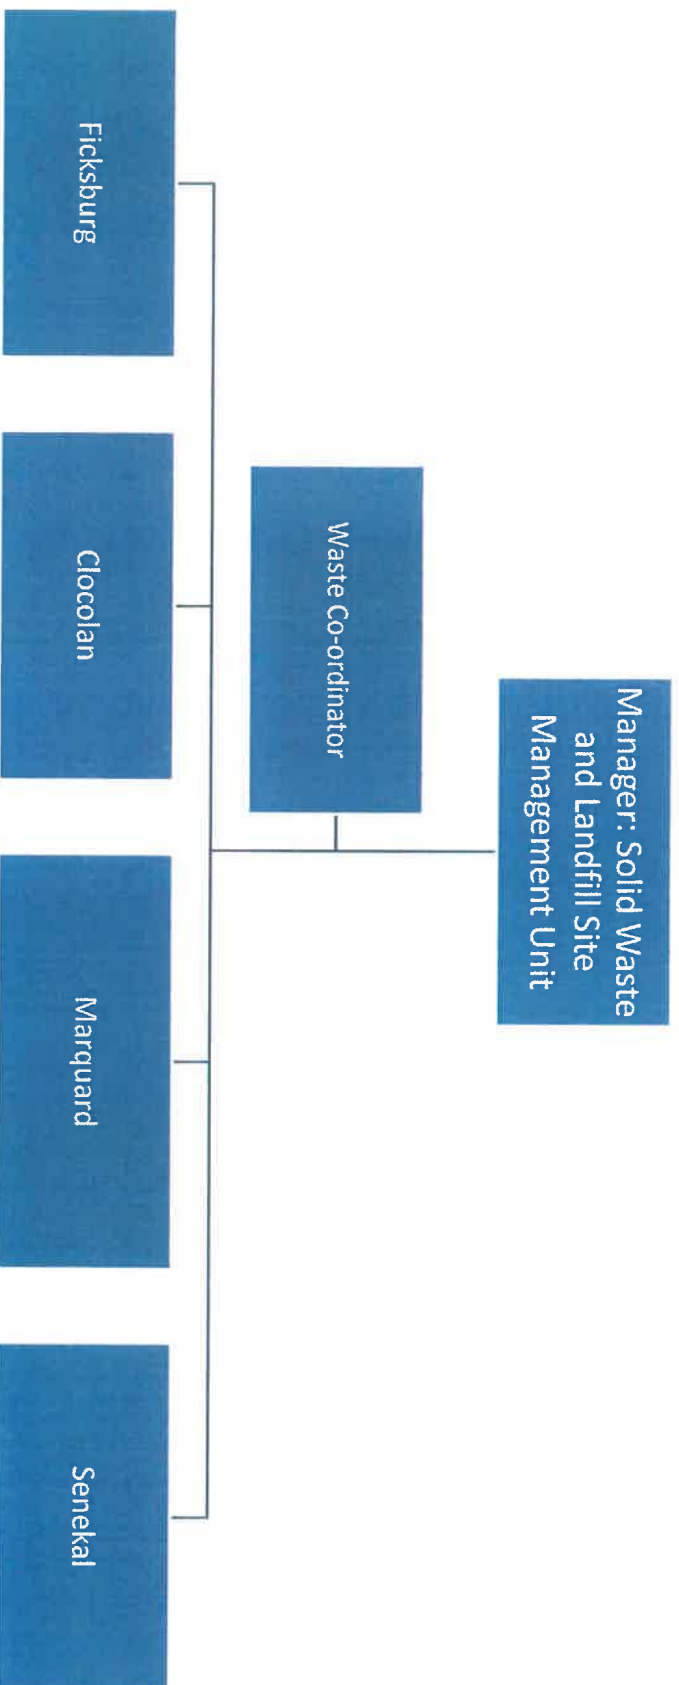 Manager: Solid Waste
and Landfill Site
Management Unit
Waste Co-ordinator
Ficksburg
Clocolan
Marquard
Senekal